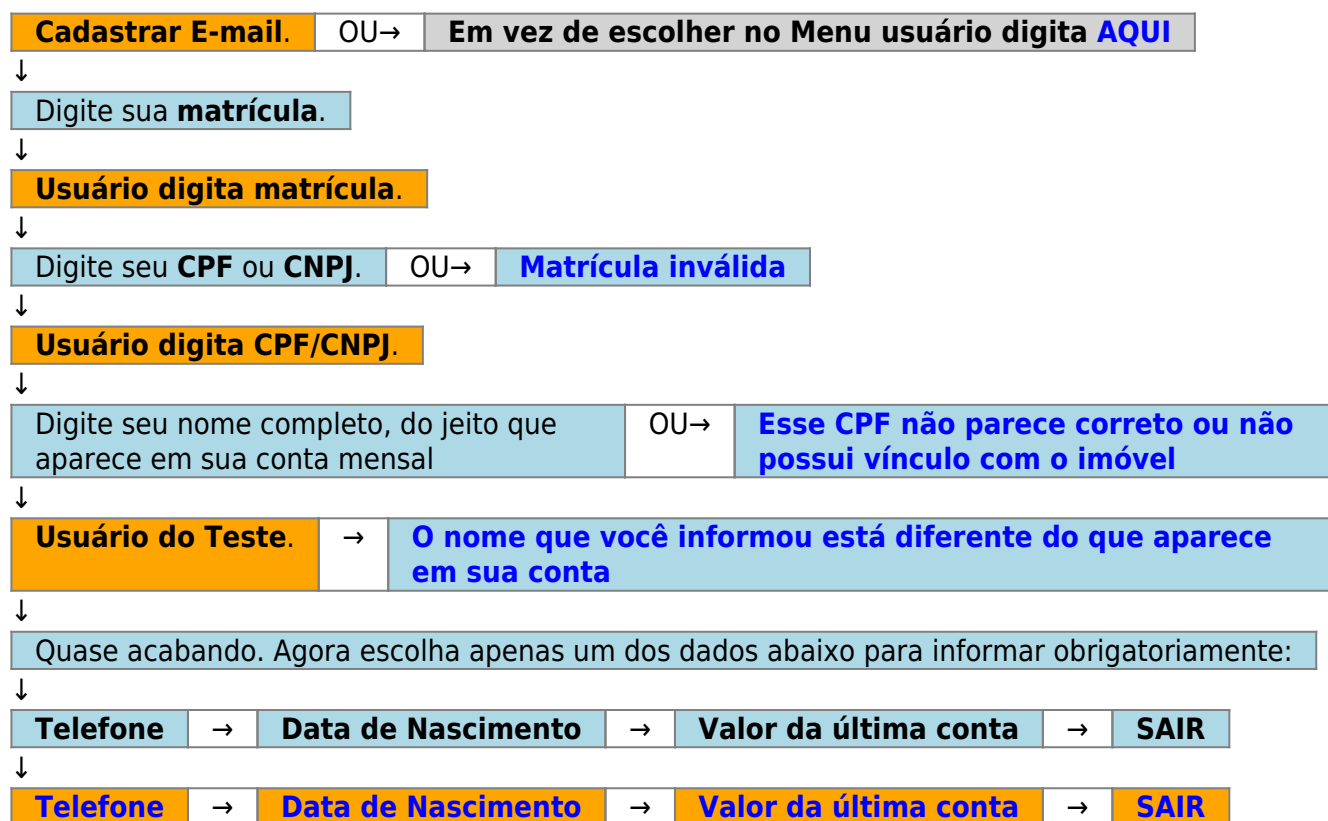 Cadastrar E-mail. OU→ Em vez de escolher no Menu usuário digita AQUI
↓
Digite sua matrícula.
↓
Usuário digita matrícula.
↓
Digite seu CPF ou CNPJ. OU→ Matrícula inválida
↓
Usuário digita CPF/CNPJ.
↓
Digite seu nome completo, do jeito que aparece em sua conta mensal OU→ Esse CPF não parece correto ou não possui vínculo com o imóvel
↓
Usuário do Teste. → O nome que você informou está diferente do que aparece em sua conta
↓
Quase acabando. Agora escolha apenas um dos dados abaixo para informar obrigatoriamente:
↓
Telefone → Data de Nascimento → Valor da última conta → SAIR
↓
Telefone → Data de Nascimento → Valor da última conta → SAIR